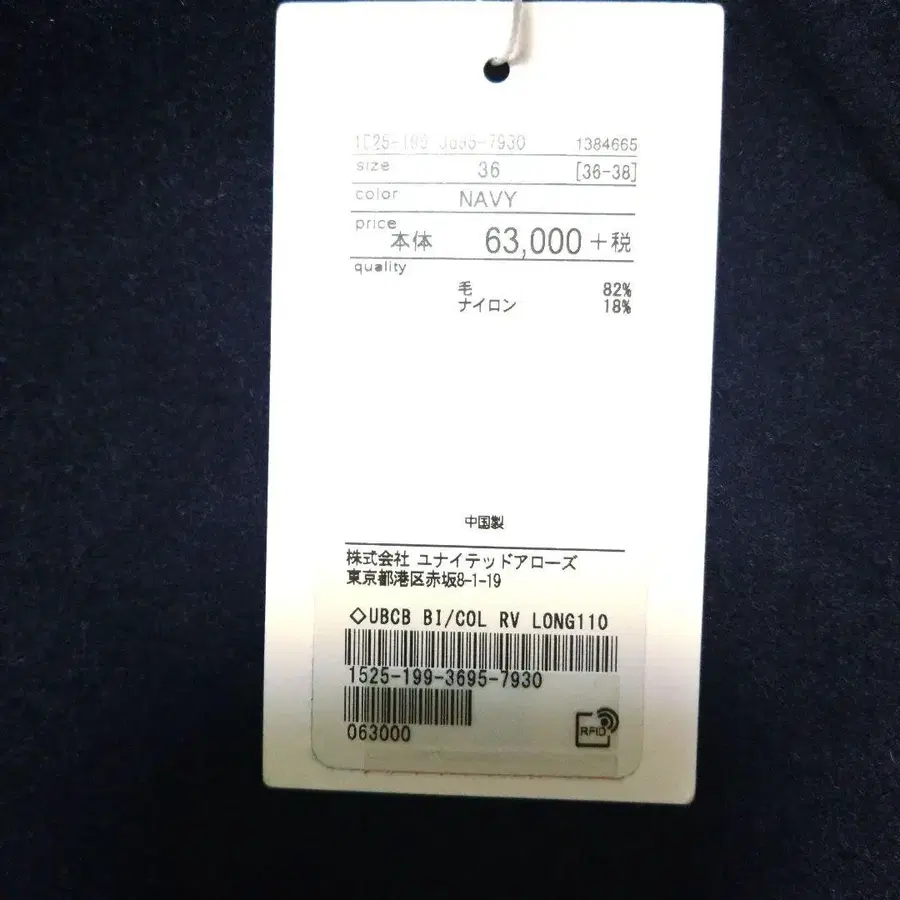 1525-199-3695-7930 1384665
size 36 [36-38]
color NAVY
price 本体 63,000+税
quality
毛 82%
ナイロン 18%
中国製
株式会社 ユナイテッドアローズ
東京都港区赤坂8-1-19
◇UBCB BI/COL RV LONG110
1525-199-3695-7930
063000
RFID